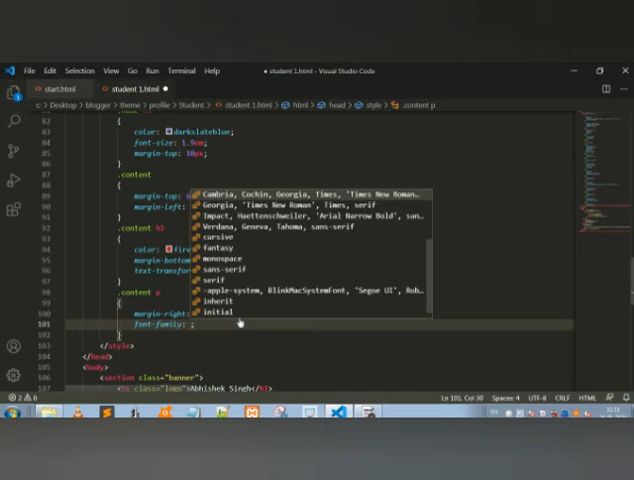 File Edit Selection View Go Run Terminal Help
● student 1.html - Visual Studio Code
start.html
student 1.html ●
C: > Desktop > blogger > theme > profile > Student > student 1.html > html > head > style > .content p
82 {
83 color: darkslateblue;
84 font-size: 1.9em;
85 margin-top: 10px;
86 }
87 .content
88 {
89 margin-top:
90 margin-left:
91 }
92 .content h1
93 {
94 color: fire
95 margin-bottom
96 text-transfor
97 }
98 .content p
99 {
100 margin-right:
101 font-family: ;
102 }
103 </style>
104 </head>
105 <body>
106 <section class="banner">
107 <h1 class="logo">Abhishek Singh</h1>
Cambria, Cochin, Georgia, Times, 'Times New Roman...
Georgia, 'Times New Roman', Times, serif
Impact, Haettenschweiler, 'Arial Narrow Bold', san...
Verdana, Geneva, Tahoma, sans-serif
cursive
fantasy
monospace
sans-serif
serif
-apple-system, BlinkMacSystemFont, 'Segoe UI', Rob...
inherit
initial
2 0
Ln 101, Col 30 Spaces: 4 UTF-8 CRLF HTML
EN